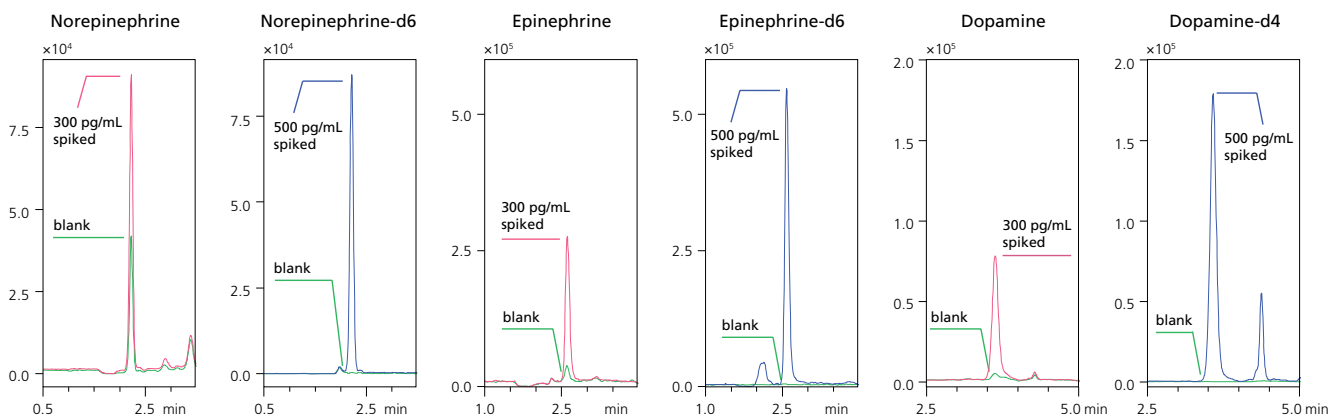 Norepinephrine
×10⁴
7.5
5.0
2.5
0.0
0.5
2.5
min
300 pg/mL
spiked
blank
Norepinephrine-d6
×10⁴
7.5
5.0
2.5
0.0
0.5
2.5
min
500 pg/mL
spiked
blank
Epinephrine
×10⁵
5.0
2.5
0.0
1.0
2.5
min
300 pg/mL
spiked
blank
Epinephrine-d6
×10⁵
5.0
2.5
0.0
1.0
2.5
min
500 pg/mL
spiked
blank
Dopamine
×10⁵
2.0
1.5
1.0
0.5
0.0
2.5
5.0 min
300 pg/mL
spiked
blank
Dopamine-d4
×10⁵
2.0
1.5
1.0
0.5
0.0
2.5
5.0 min
500 pg/mL
spiked
blank